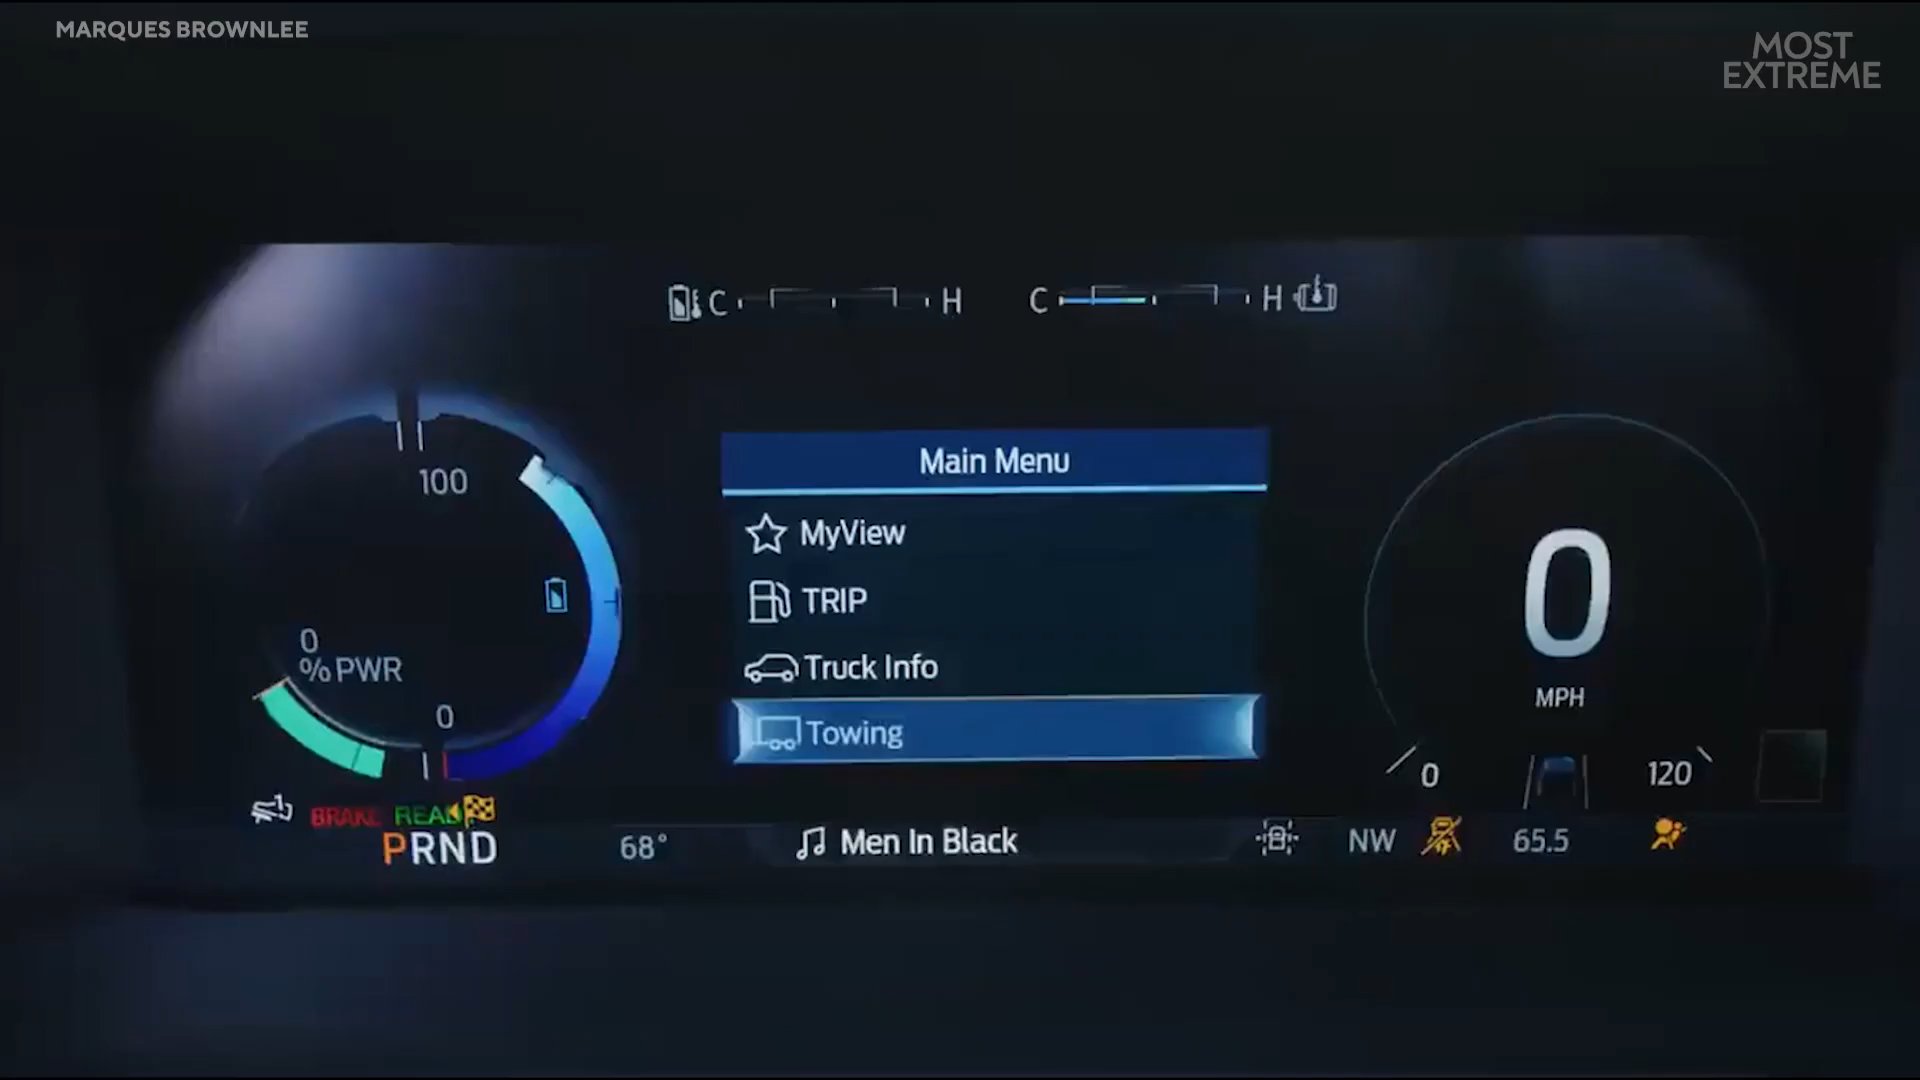 MARQUES BROWNLEE
MOST
EXTREME
C H
C H
100
0
% PWR
0
Main Menu
MyView
TRIP
Truck Info
Towing
0
MPH
0
120
BRAKE
PRND
68°
Men In Black
NW
65.5